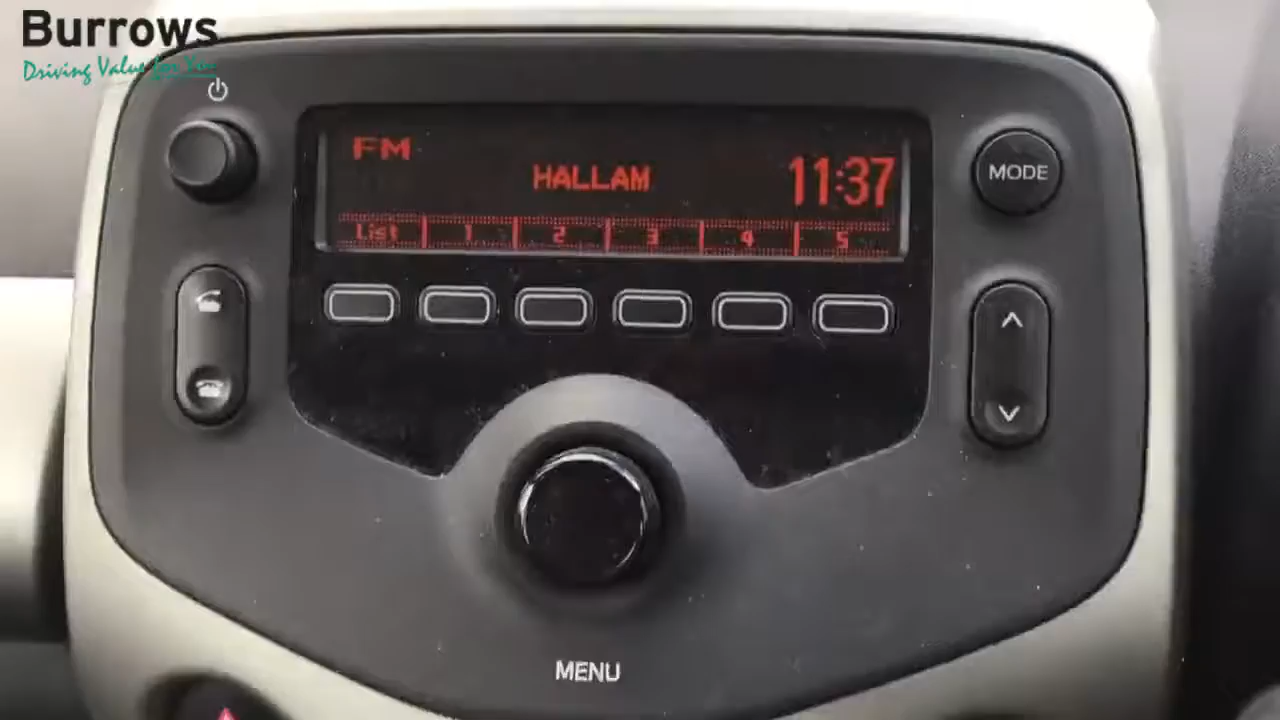 Burrows
Driving Value for You
FM
HALLAM
11:37
List 1 2 3 4 5
MODE
MENU